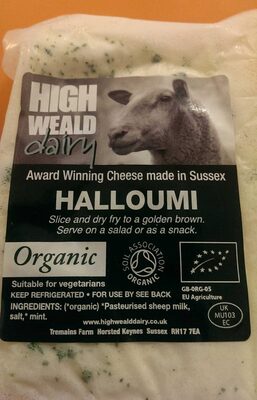 HIGH
WEALD
dairy
Award Winning Cheese made in Sussex
HALLOUMI
Slice and dry fry to a golden brown.
Serve on a salad or as a snack.
Organic
SOIL ASSOCIATION
ORGANIC
GB-ORG-05
EU Agriculture
Suitable for vegetarians
KEEP REFRIGERATED • FOR USE BY SEE BACK
INGREDIENTS: (*organic) *Pasteurised sheep milk,
salt,* mint.
www.highwealddairy.co.uk
Tremains Farm Horsted Keynes Sussex RH17 7EA
UK
MU103
EC